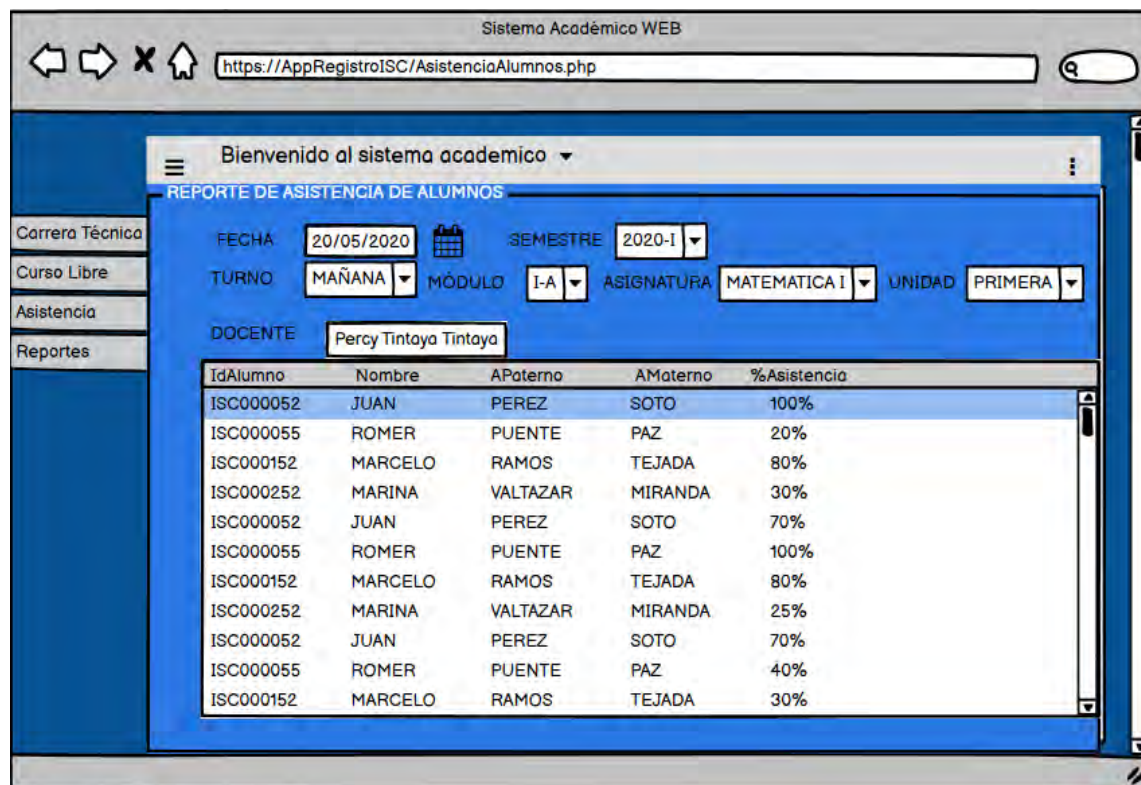 Sistema Académico WEB
https://AppRegistroISC/AsistenciaAlumnos.php
Bienvenido al sistema academico
REPORTE DE ASISTENCIA DE ALUMNOS
Carrera Técnica
Curso Libre
Asistencia
Reportes
FECHA 20/05/2020 SEMESTRE 2020-I
TURNO MAÑANA MÓDULO I-A ASIGNATURA MATEMATICA I UNIDAD PRIMERA
DOCENTE Percy Tintaya Tintaya
IdAlumno Nombre APaterno AMaterno %Asistencia
ISC000052 JUAN PEREZ SOTO 100%
ISC000055 ROMER PUENTE PAZ 20%
ISC000152 MARCELO RAMOS TEJADA 80%
ISC000252 MARINA VALTAZAR MIRANDA 30%
ISC000052 JUAN PEREZ SOTO 70%
ISC000055 ROMER PUENTE PAZ 100%
ISC000152 MARCELO RAMOS TEJADA 80%
ISC000252 MARINA VALTAZAR MIRANDA 25%
ISC000052 JUAN PEREZ SOTO 70%
ISC000055 ROMER PUENTE PAZ 40%
ISC000152 MARCELO RAMOS TEJADA 30%